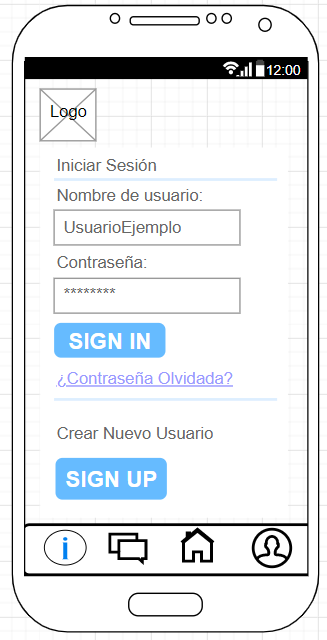 12:00
Logo
Iniciar Sesión
Nombre de usuario:
UsuarioEjemplo
Contraseña:
********
SIGN IN
¿Contraseña Olvidada?
Crear Nuevo Usuario
SIGN UP
i